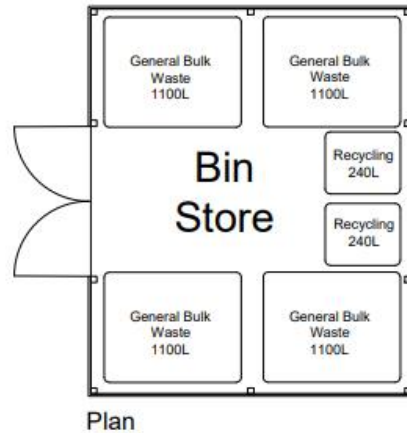 General Bulk
Waste
1100L
General Bulk
Waste
1100L
Recycling
240L
Bin
Store
Recycling
240L
General Bulk
Waste
1100L
General Bulk
Waste
1100L
Plan